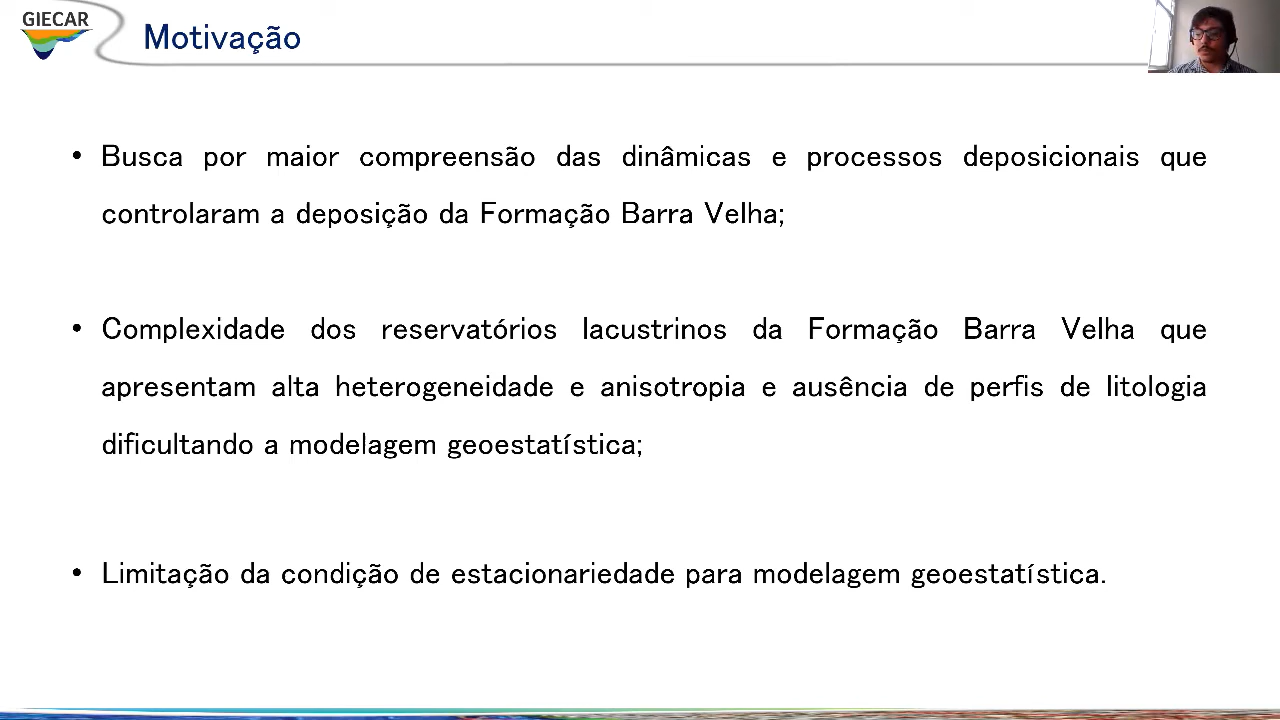 GIECAR
Motivação
• Busca por maior compreensão das dinâmicas e processos deposicionais que
controlaram a deposição da Formação Barra Velha;
• Complexidade dos reservatórios lacustrinos da Formação Barra Velha que
apresentam alta heterogeneidade e anisotropia e ausência de perfis de litologia
dificultando a modelagem geoestatística;
• Limitação da condição de estacionariedade para modelagem geoestatística.